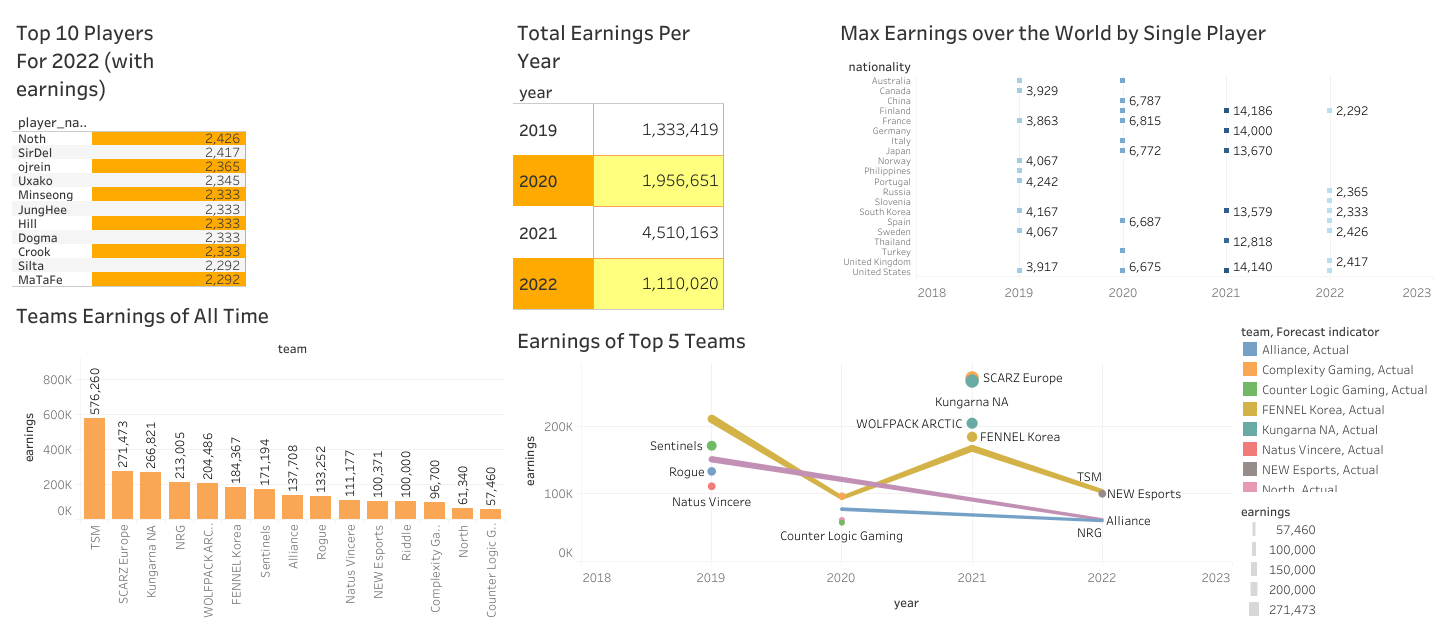 Top 10 Players
For 2022 (with
earnings)
player_na..
Noth 2,426
SirDel 2,417
ojrein 2,365
Uxako 2,345
Minseong 2,333
JungHee 2,333
Hill 2,333
Dogma 2,333
Crook 2,333
Silta 2,292
MaTaFe 2,292
Total Earnings Per
Year
year
2019 1,333,419
2020 1,956,651
2021 4,510,163
2022 1,110,020
Max Earnings over the World by Single Player
nationality
Australia
Canada 3,929
China 6,787
Finland 14,186 2,292
France 3,863 6,815
Germany 14,000
Italy
Japan 6,772 13,670
Norway 4,067
Philippines
Portugal 4,242
Russia 2,365
Slovenia
South Korea 4,167 13,579 2,333
Spain 6,687
Sweden 4,067 2,426
Thailand 12,818
Turkey
United Kingdom 2,417
United States 3,917 6,675 14,140
2018 2019 2020 2021 2022 2023
Teams Earnings of All Time
team
earnings
800K
600K
400K
200K
0K
576,260
271,473
266,821
213,005
204,486
184,367
171,194
137,708
133,252
111,177
100,371
100,000
96,700
61,340
57,460
TSM
SCARZ Europe
Kungarna NA
NRG
WOLFPACK ARC..
FENNEL Korea
Sentinels
Alliance
Rogue
Natus Vincere
NEW Esports
Riddle
Complexity Ga..
North
Counter Logic G..
Earnings of Top 5 Teams
earnings
200K
100K
0K
SCARZ Europe
Kungarna NA
WOLFPACK ARCTIC
FENNEL Korea
Sentinels
Rogue
Natus Vincere
TSM
NEW Esports
Alliance
NRG
Counter Logic Gaming
2018 2019 2020 2021 2022 2023
year
team, Forecast indicator
Alliance, Actual
Complexity Gaming, Actual
Counter Logic Gaming, Actual
FENNEL Korea, Actual
Kungarna NA, Actual
Natus Vincere, Actual
NEW Esports, Actual
North, Actual
earnings
57,460
100,000
150,000
200,000
271,473